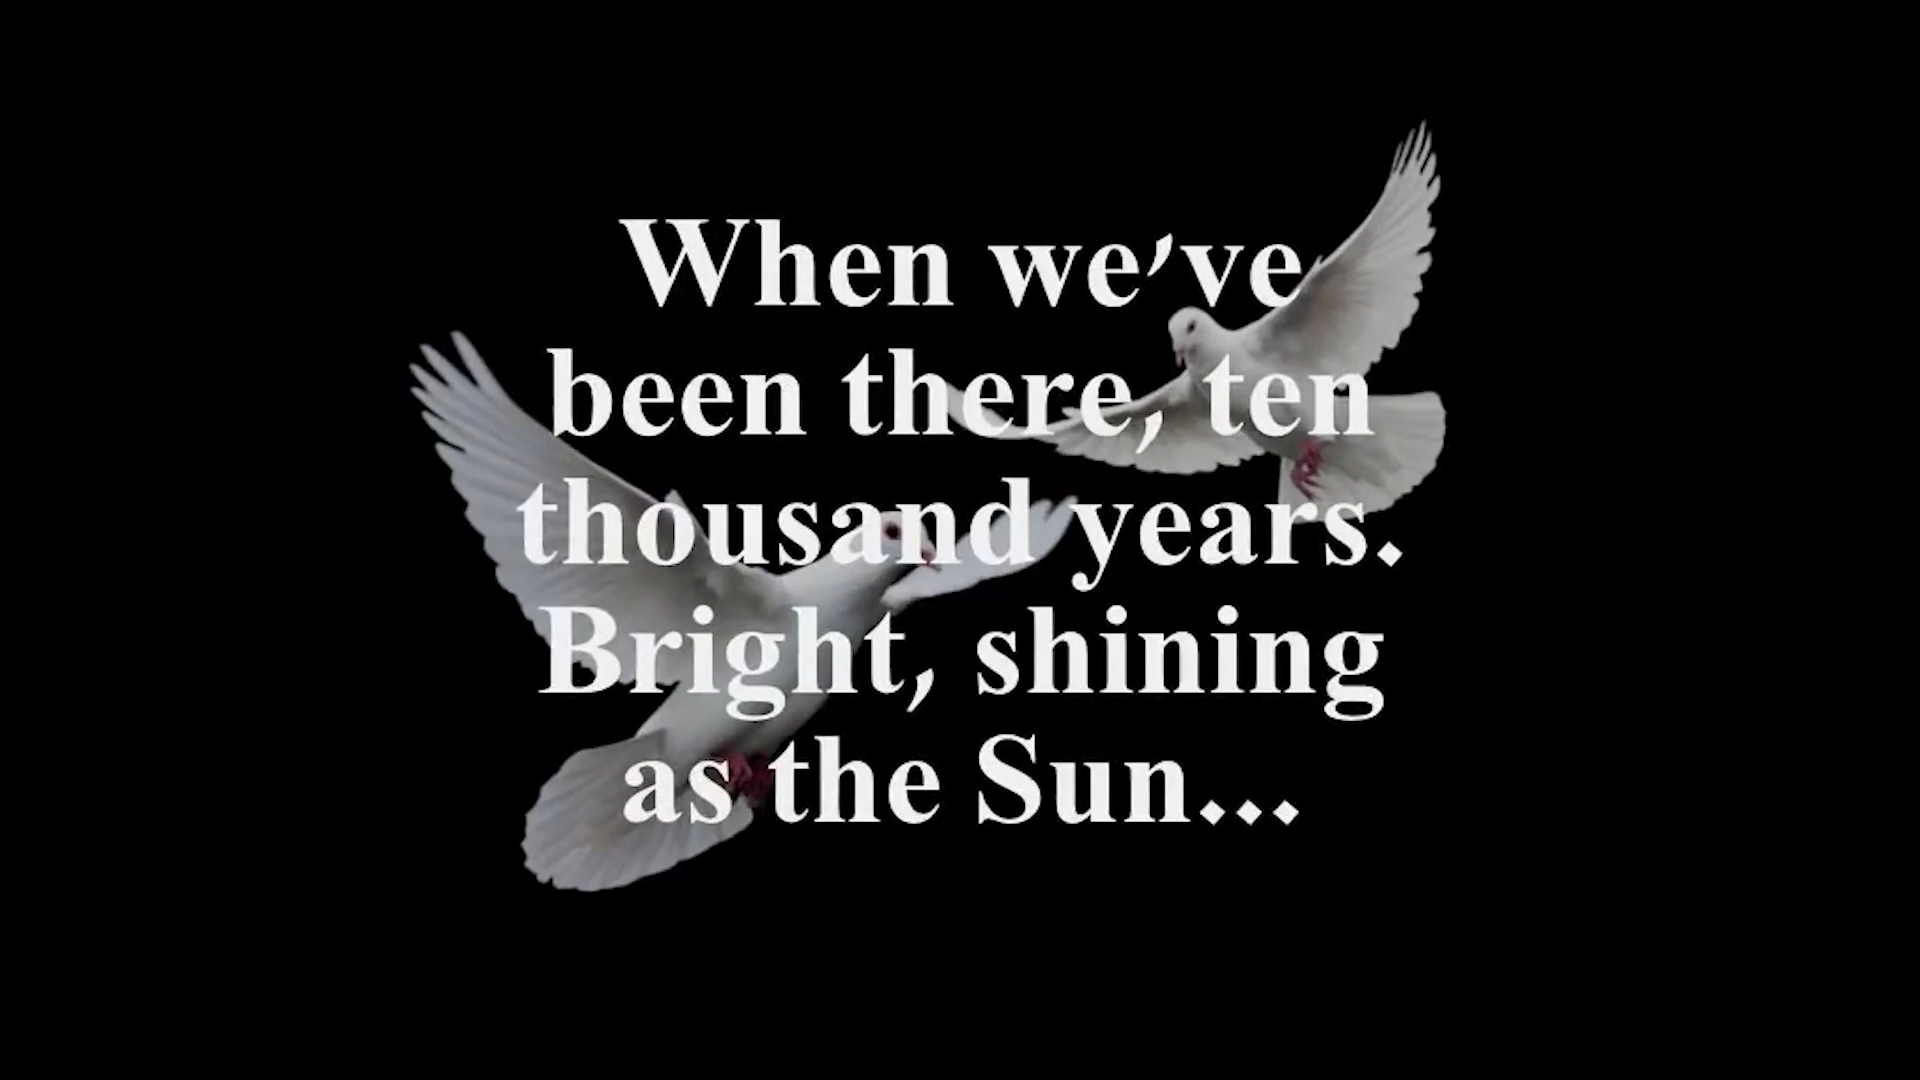 When we've
been there, ten
thousand years.
Bright, shining
as the Sun...